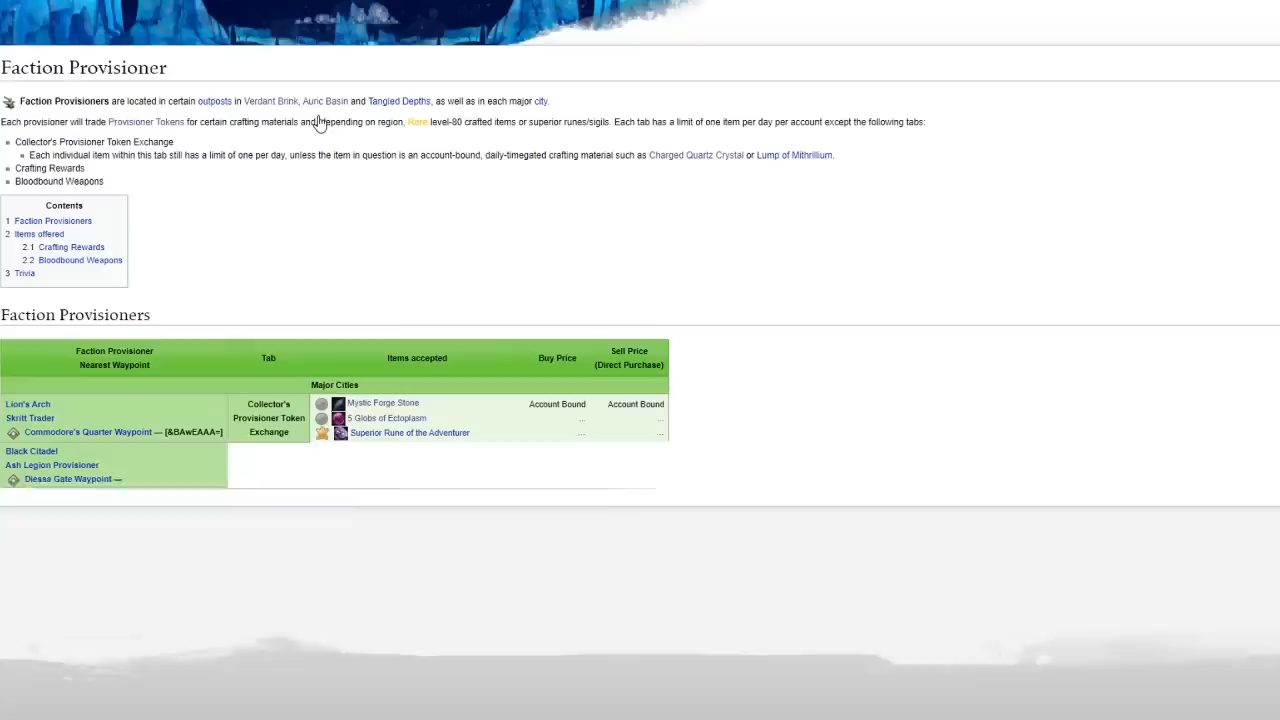 Faction Provisioner
Faction Provisioners are located in certain outposts in Verdant Brink, Auric Basin and Tangled Depths, as well as in each major city.
Each provisioner will trade Provisioner Tokens for certain crafting materials and depending on region, Rare level-80 crafted items or superior runes/sigils. Each tab has a limit of one item per day per account except the following tabs:
Collector's Provisioner Token Exchange
Each individual item within this tab still has a limit of one per day, unless the item in question is an account-bound, daily-timegated crafting material such as Charged Quartz Crystal or Lump of Mithrillium.
Crafting Rewards
Bloodbound Weapons
Contents
1 Faction Provisioners
2 Items offered
2.1 Crafting Rewards
2.2 Bloodbound Weapons
3 Trivia
Faction Provisioners
Faction Provisioner
Nearest Waypoint
Tab
Items accepted
Buy Price
Sell Price
(Direct Purchase)
Major Cities
Lion's Arch
Skritt Trader
Commodore's Quarter Waypoint — [&BAwEAAA=]
Collector's
Provisioner Token
Exchange
Mystic Forge Stone Account Bound Account Bound
5 Globs of Ectoplasm ... ...
Superior Rune of the Adventurer ... ...
Black Citadel
Ash Legion Provisioner
Diessa Gate Waypoint —